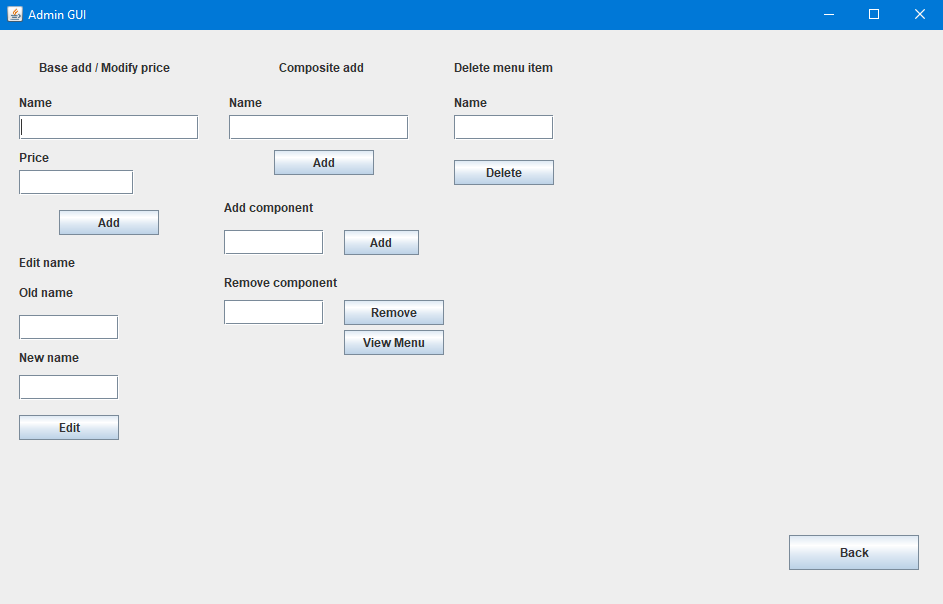 Admin GUI
Base add / Modify price
Name
Price
Add
Edit name
Old name
New name
Edit
Composite add
Name
Add
Add component
Add
Remove component
Remove
View Menu
Delete menu item
Name
Delete
Back